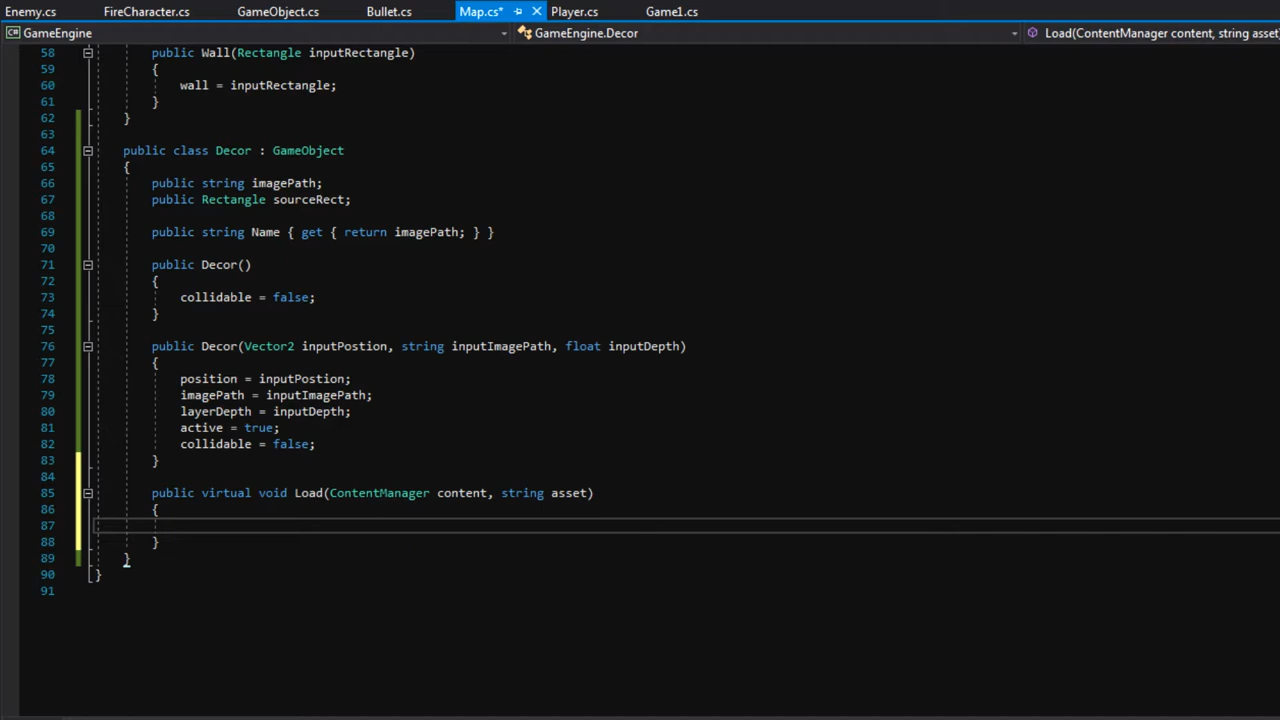 Enemy.cs FireCharacter.cs GameObject.cs Bullet.cs Map.cs* Player.cs Game1.cs
C# GameEngine GameEngine.Decor Load(ContentManager content, string asset)
58 public Wall(Rectangle inputRectangle)
59 {
60 wall = inputRectangle;
61 }
62 }
63
64 public class Decor : GameObject
65 {
66 public string imagePath;
67 public Rectangle sourceRect;
68
69 public string Name { get { return imagePath; } }
70
71 public Decor()
72 {
73 collidable = false;
74 }
75
76 public Decor(Vector2 inputPostion, string inputImagePath, float inputDepth)
77 {
78 position = inputPostion;
79 imagePath = inputImagePath;
80 layerDepth = inputDepth;
81 active = true;
82 collidable = false;
83 }
84
85 public virtual void Load(ContentManager content, string asset)
86 {
87
88 }
89 }
90 }
91